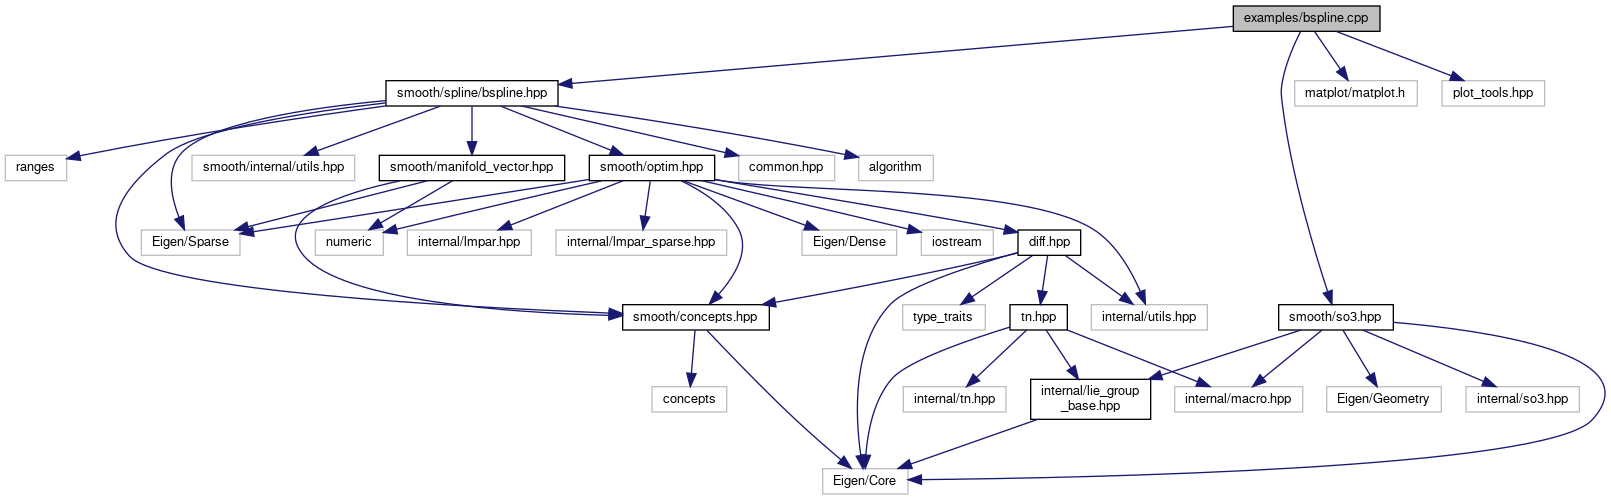 examples/bspline.cpp
smooth/spline/bspline.hpp
matplot/matplot.h
plot_tools.hpp
ranges
smooth/internal/utils.hpp
smooth/manifold_vector.hpp
smooth/optim.hpp
common.hpp
algorithm
Eigen/Sparse
numeric
internal/lmpar.hpp
internal/lmpar_sparse.hpp
Eigen/Dense
iostream
diff.hpp
smooth/concepts.hpp
type_traits
tn.hpp
internal/utils.hpp
smooth/so3.hpp
concepts
internal/tn.hpp
internal/lie_group
_base.hpp
internal/macro.hpp
Eigen/Geometry
internal/so3.hpp
Eigen/Core